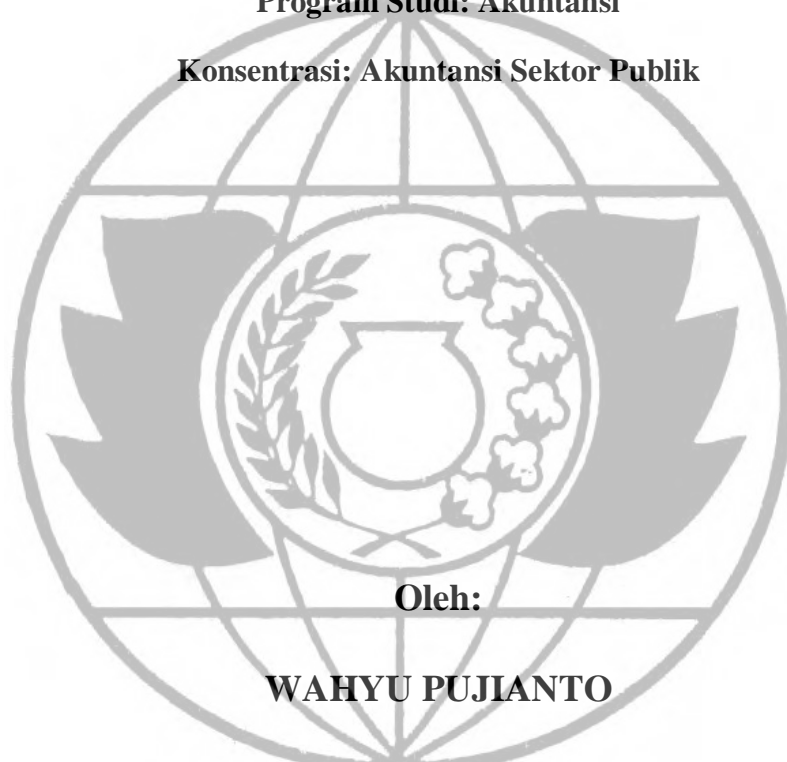 Program Studi: Akuntansi
Konsentrasi: Akuntansi Sektor Publik
Oleh:
WAHYU PUJIANTO